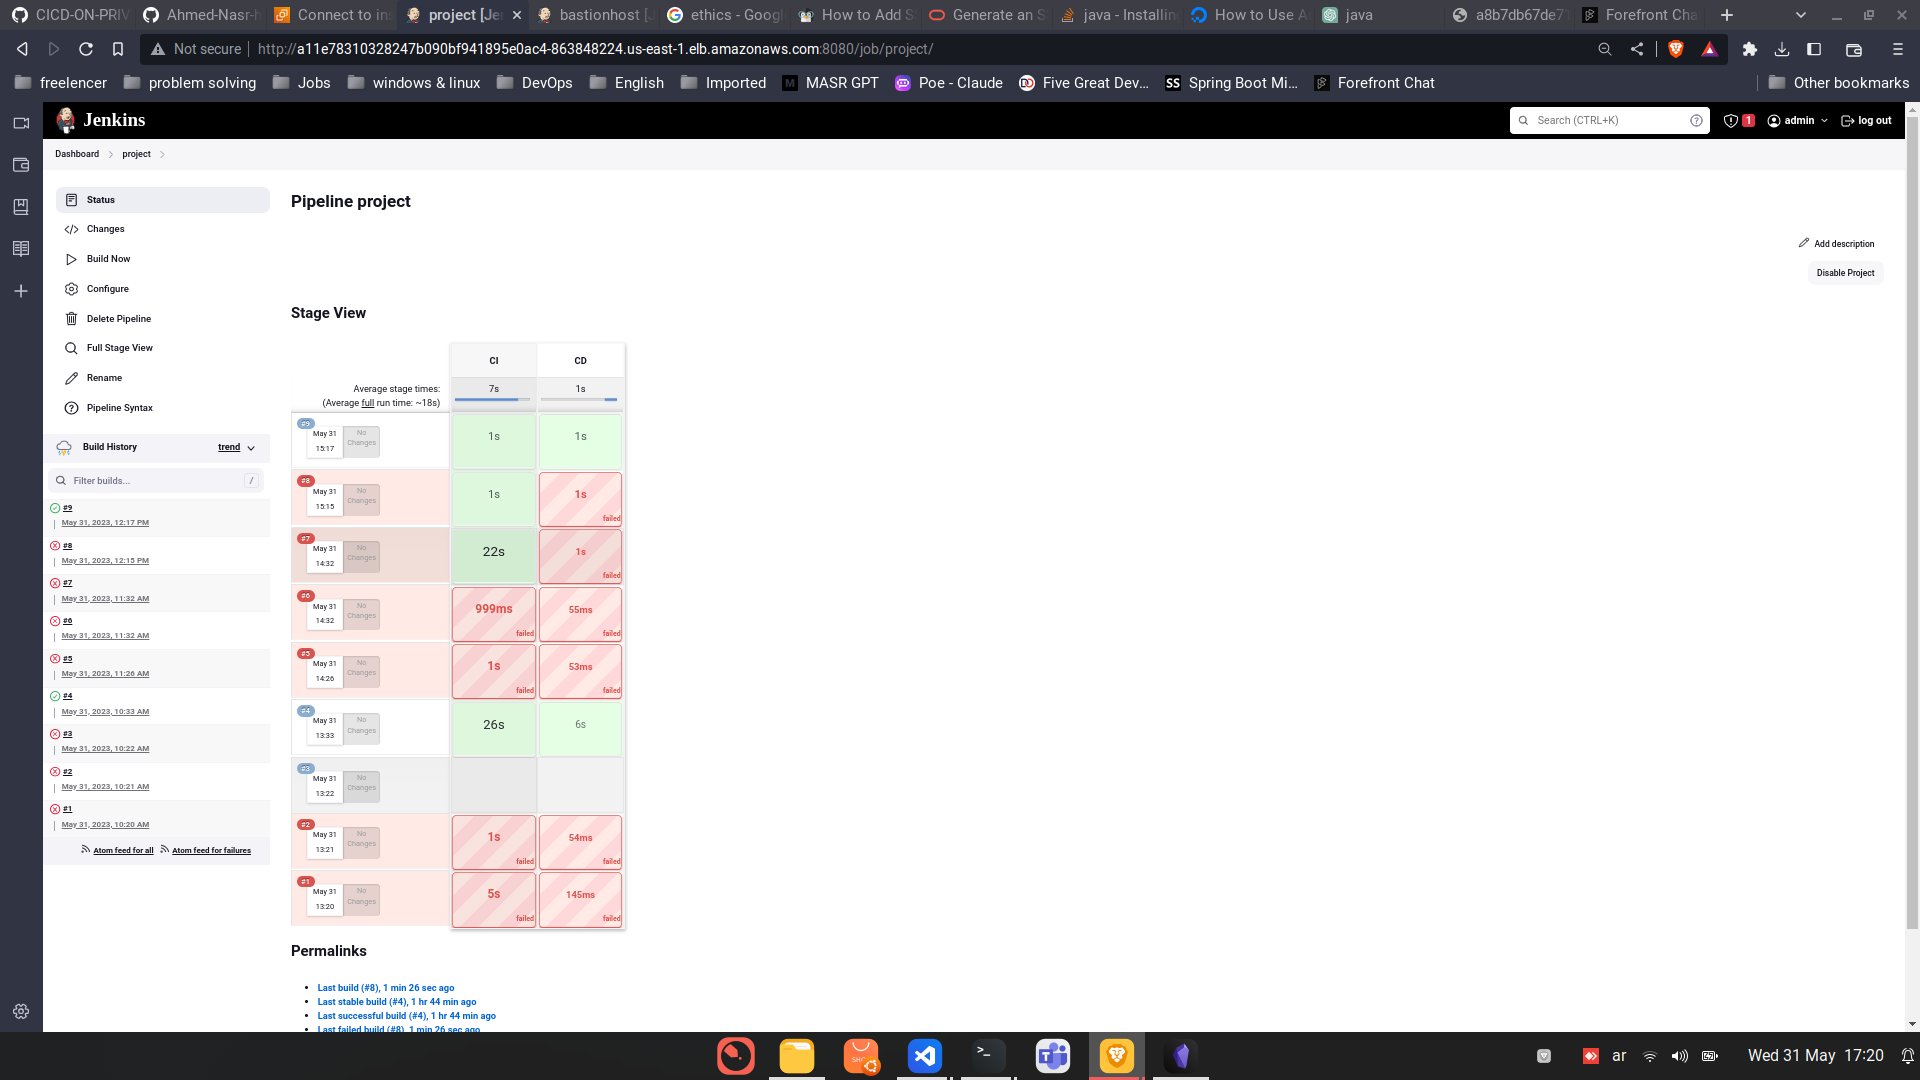 CICD-ON-PRIV
Ahmed-Nasr-h
Connect to ins
project [Jen
bastionhost [J
ethics - Googl
How to Add S
Generate an S
java - Installin
How to Use A
java
a8b7db67de71
Forefront Cha
Not secure
http://a11e78310328247b090bf941895e0ac4-863848224.us-east-1.elb.amazonaws.com:8080/job/project/
freelencer
problem solving
Jobs
windows & linux
DevOps
English
Imported
M MASR GPT
Poe - Claude
Five Great Dev...
SS Spring Boot Mi...
Forefront Chat
Other bookmarks
Jenkins
Search (CTRL+K)
1
admin
log out
Dashboard
project
Status
Changes
Build Now
Configure
Delete Pipeline
Full Stage View
Rename
Pipeline Syntax
Build History
trend
Filter builds...
/
#9
May 31, 2023, 12:17 PM
#8
May 31, 2023, 12:15 PM
#7
May 31, 2023, 11:32 AM
#6
May 31, 2023, 11:32 AM
#5
May 31, 2023, 11:26 AM
#4
May 31, 2023, 10:33 AM
#3
May 31, 2023, 10:22 AM
#2
May 31, 2023, 10:21 AM
#1
May 31, 2023, 10:20 AM
Atom feed for all
Atom feed for failures
Pipeline project
Add description
Disable Project
Stage View
CI
CD
Average stage times:
7s
1s
(Average full run time: ~18s)
#9
May 31
15:17
No
Changes
1s
1s
#8
May 31
15:15
No
Changes
1s
1s
failed
#7
May 31
14:32
No
Changes
22s
1s
failed
#6
May 31
14:32
No
Changes
999ms
failed
55ms
failed
#5
May 31
14:26
No
Changes
1s
failed
53ms
failed
#4
May 31
13:33
No
Changes
26s
6s
#3
May 31
13:22
No
Changes
#2
May 31
13:21
No
Changes
1s
failed
54ms
failed
#1
May 31
13:20
No
Changes
5s
failed
145ms
failed
Permalinks
Last build (#8), 1 min 26 sec ago
Last stable build (#4), 1 hr 44 min ago
Last successful build (#4), 1 hr 44 min ago
Last failed build (#8), 1 min 26 sec ago
ar
Wed 31 May 17:20